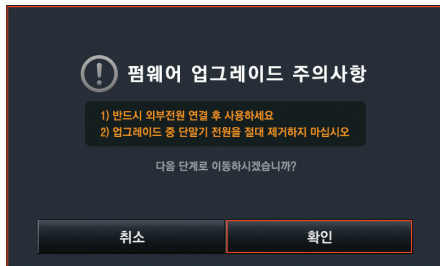 펌웨어 업그레이드 주의사항
1) 반드시 외부전원 연결 후 사용하세요
2) 업그레이드 중 단말기 전원을 절대 제거하지 마십시오
다음 단계로 이동하시겠습니까?
취소
확인